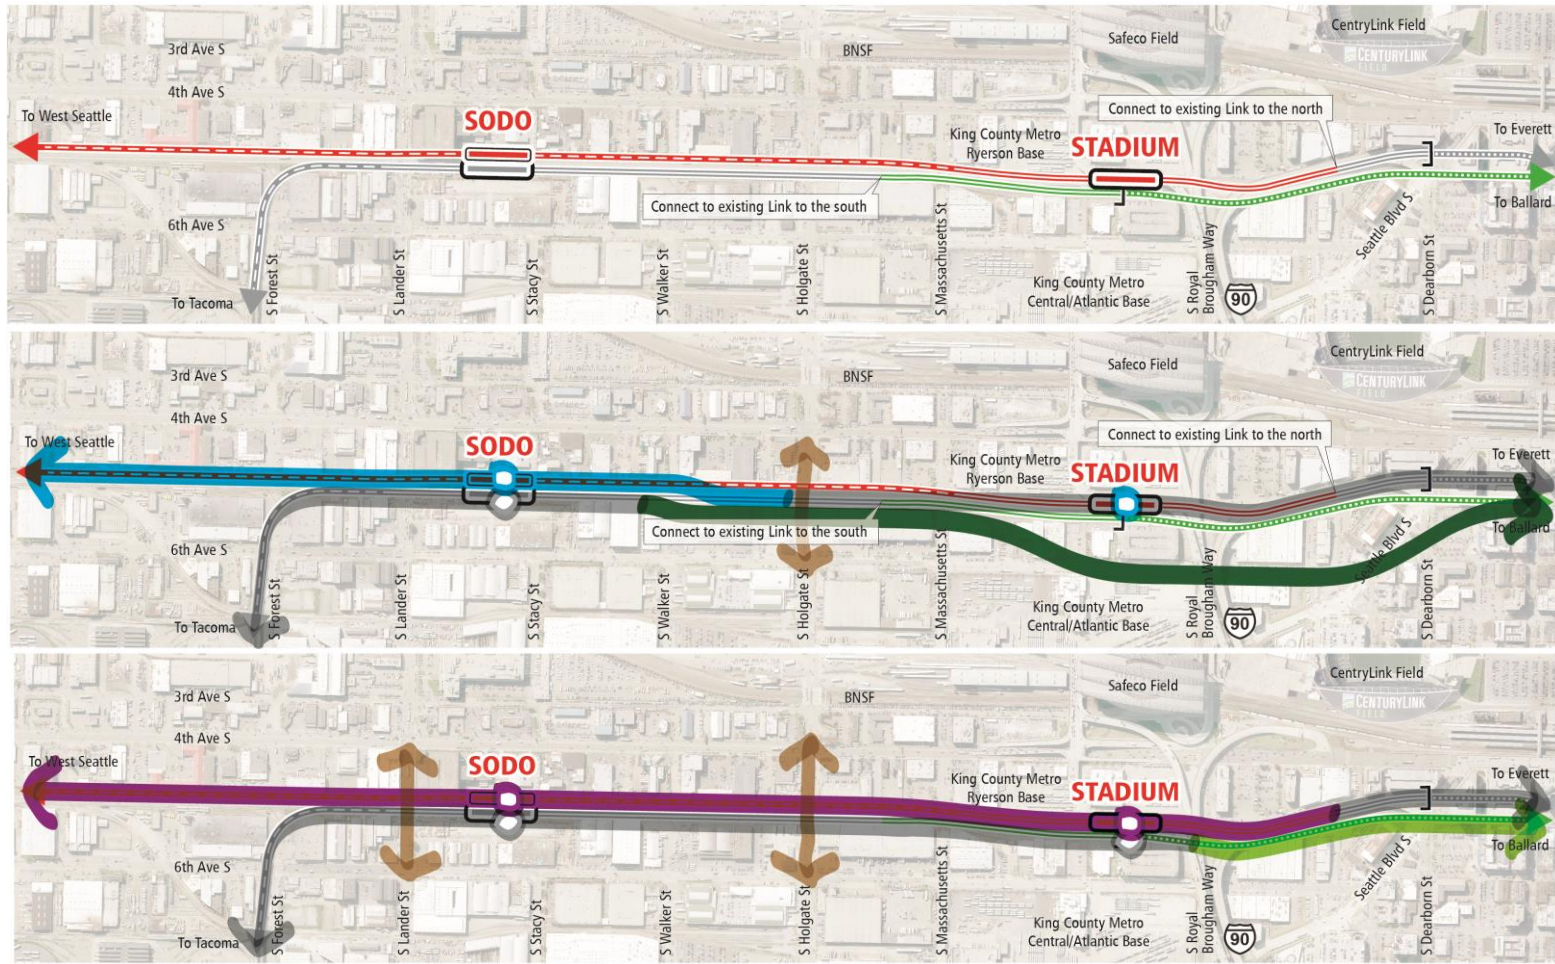 CentryLink Field
3rd Ave S
BNSF
Safeco Field
CENTURYLINK
FIELD
4th Ave S
To West Seattle
SODO
Connect to existing Link to the north
King County Metro
Ryerson Base
STADIUM
To Everett
Connect to existing Link to the south
To Ballard
6th Ave S
S Forest St
S Lander St
S Stacy St
S Walker St
S Holgate St
S Massachusetts St
S Royal
Brougham Way
Seattle Blvd S
S Dearborn St
To Tacoma
King County Metro
Central/Atlantic Base
90
CentryLink Field
3rd Ave S
BNSF
Safeco Field
CENTURYLINK
FIELD
4th Ave S
To West Seattle
SODO
Connect to existing Link to the north
King County Metro
Ryerson Base
STADIUM
To Everett
Connect to existing Link to the south
To Ballard
6th Ave S
S Forest St
S Lander St
S Stacy St
S Walker St
S Holgate St
S Massachusetts St
S Royal
Brougham Way
Seattle Blvd S
S Dearborn St
To Tacoma
King County Metro
Central/Atlantic Base
90
CentryLink Field
3rd Ave S
BNSF
Safeco Field
CENTURYLINK
FIELD
4th Ave S
To West Seattle
SODO
King County Metro
Ryerson Base
STADIUM
To Everett
To Ballard
6th Ave S
S Forest St
S Lander St
S Stacy St
S Walker St
S Holgate St
S Massachusetts St
S Royal
Brougham Way
Seattle Blvd S
S Dearborn St
To Tacoma
King County Metro
Central/Atlantic Base
90